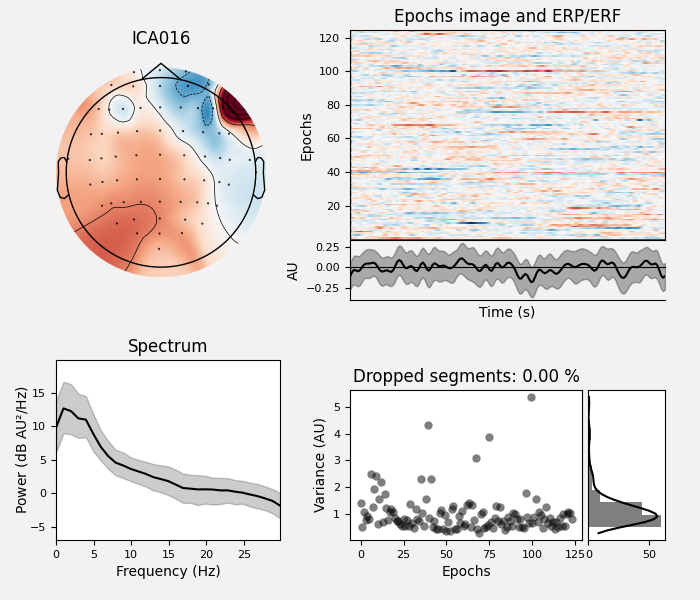 ICA016
Epochs image and ERP/ERF
120
100
80
60
40
20
Epochs
0.25
0.00
−0.25
AU
Time (s)
Spectrum
15
10
5
0
−5
Power (dB AU²/Hz)
0 5 10 15 20 25
Frequency (Hz)
Dropped segments: 0.00 %
5
4
3
2
1
Variance (AU)
0 25 50 75 100 125
Epochs
0 50